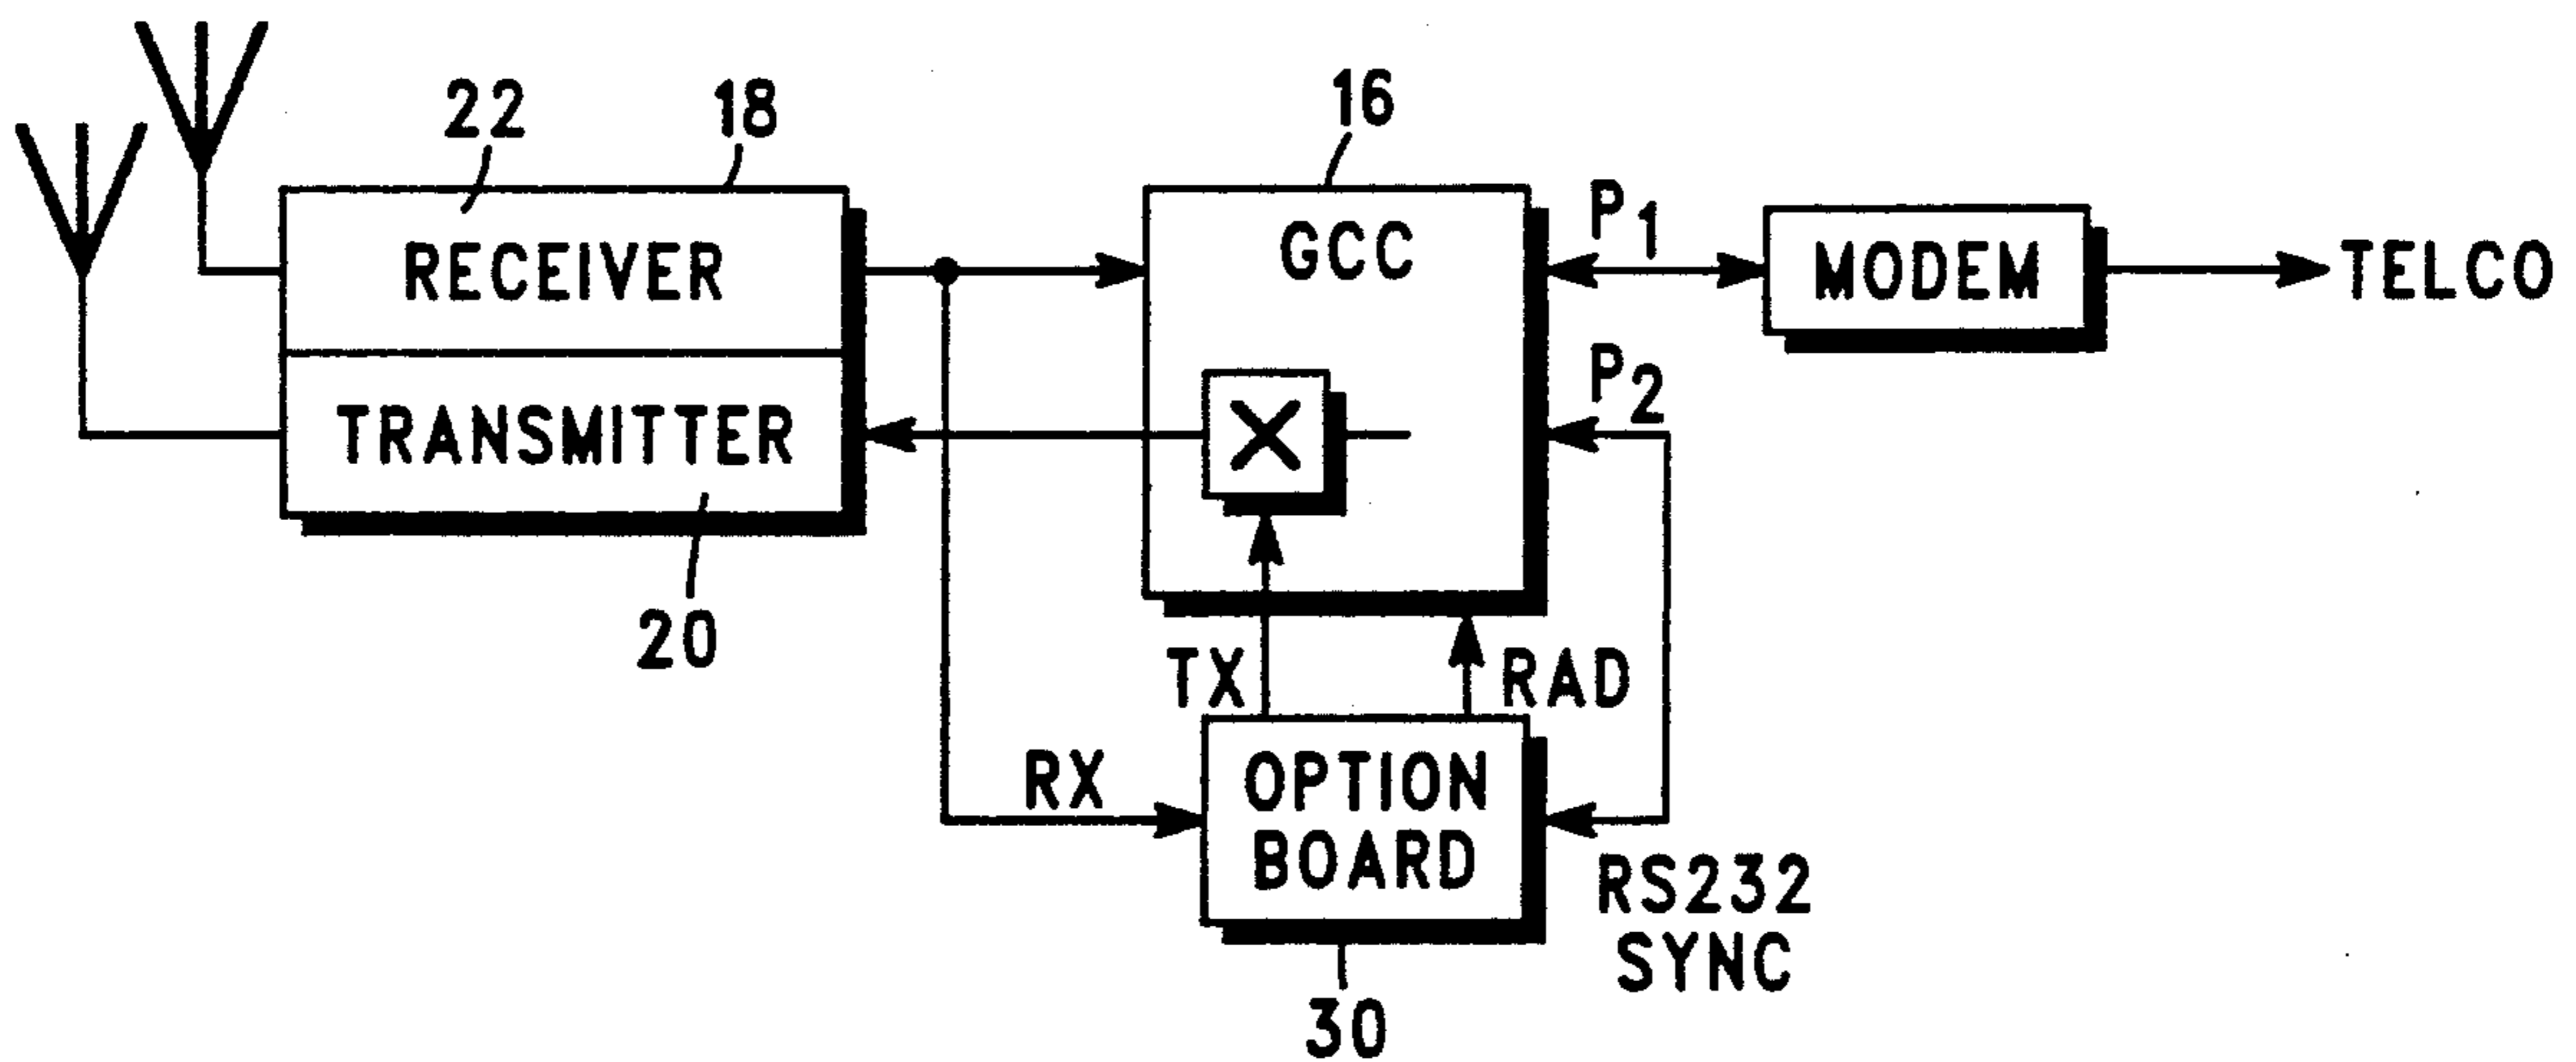 22
18
16
RECEIVER
GCC
P1
MODEM
TELCO
TRANSMITTER
X
P2
20
TX
RAD
RX
OPTION
BOARD
RS232
SYNC
30